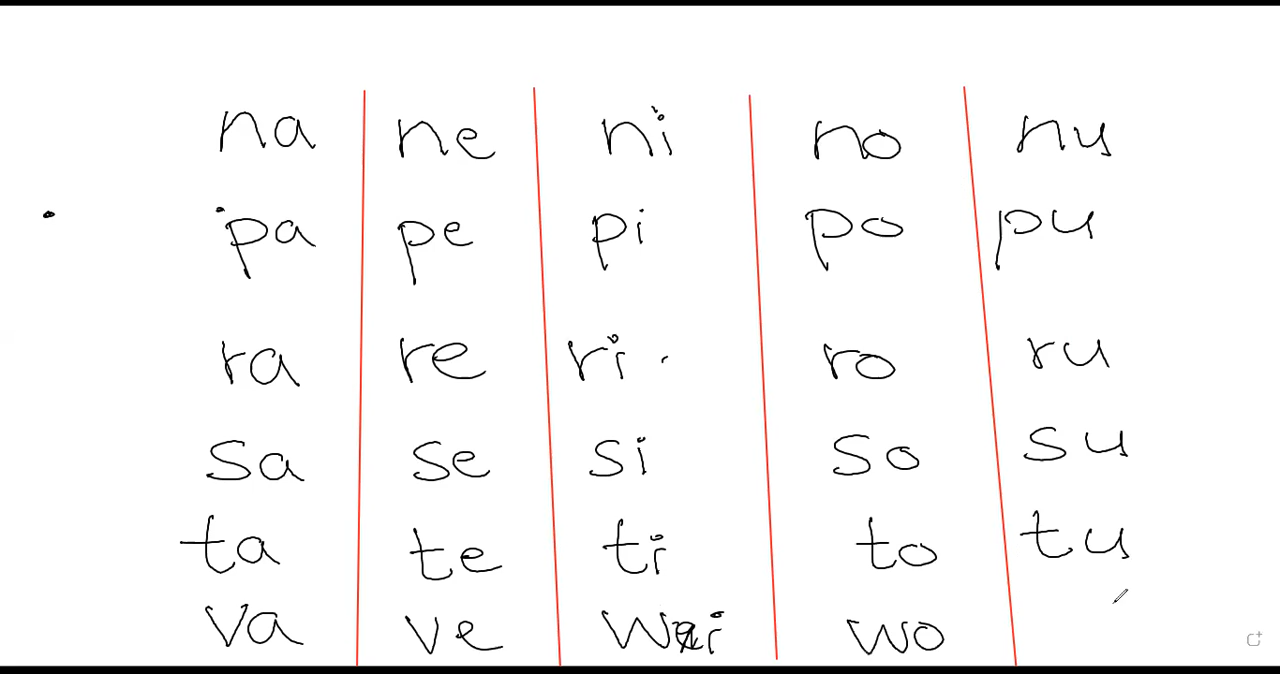 na ne ni no nu
pa pe pi po pu
ra re ri ro ru
sa se si so su
ta te ti to tu
va ve wi wo